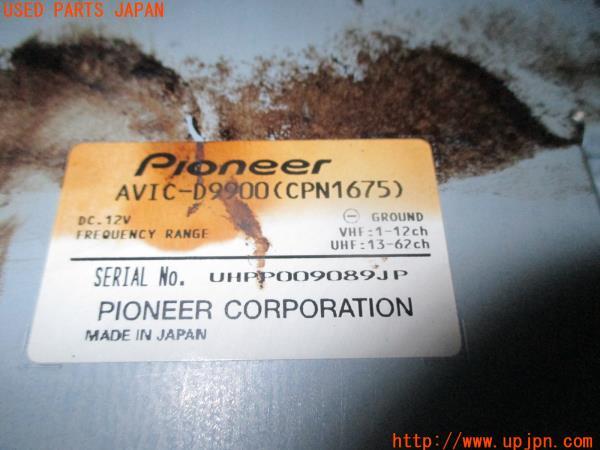 USED PARTS JAPAN
Pioneer
AVIC-D9900(CPN1675)
DC.12V ⊖ GROUND
FREQUENCY RANGE VHF:1-12ch
UHF:13-62ch
SERIAL No. UHPP009089JP
PIONEER CORPORATION
MADE IN JAPAN
http://www.upjpn.com/